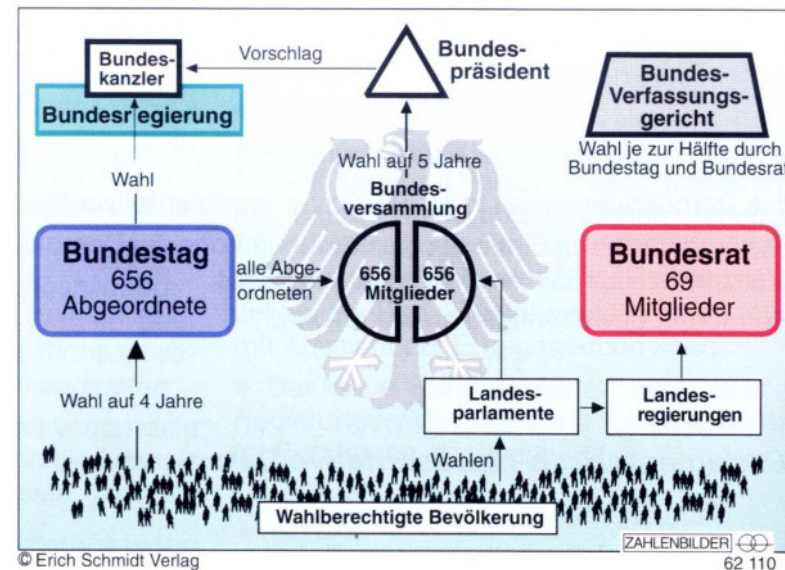 Bundes-
kanzler
Bundesregierung
Vorschlag
Bundes-
präsident
Bundes-
Verfassungs-
gericht
Wahl je zur Hälfte durch
Bundestag und Bundesrat
Wahl
Wahl auf 5 Jahre
Bundes-
versammlung
Bundestag
656
Abgeordnete
alle Abge-
ordneten
656 656
Mitglieder
Bundesrat
69
Mitglieder
Wahl auf 4 Jahre
Landes-
parlamente
Landes-
regierungen
Wahlen
Wahlberechtigte Bevölkerung
© Erich Schmidt Verlag
ZAHLENBILDER
62 110